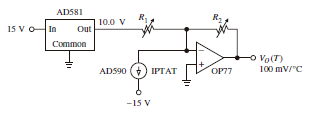 AD581
15 V
In
Out
10.0 V
R1
R2
Common
AD590
IPTAT
−
+
OP77
VO(T)
100 mV/°C
−15 V